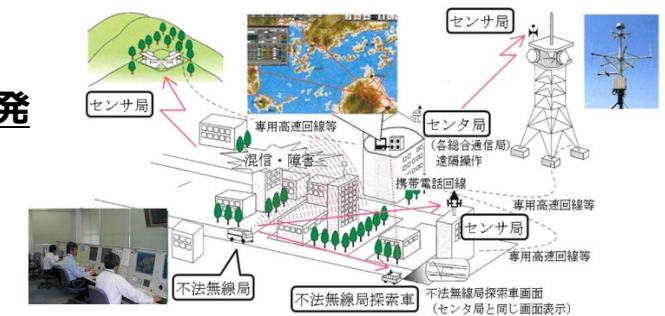 発
センサ局
センサ局
専用高速回線等
センタ局
(各総合通信局)
遠隔操作
混信・障害
携帯電話回線
専用高速回線等
センサ局
専用高速回線等
不法無線局
不法無線局探索車
不法無線局探索車画面
(センタ局と同じ画面表示)